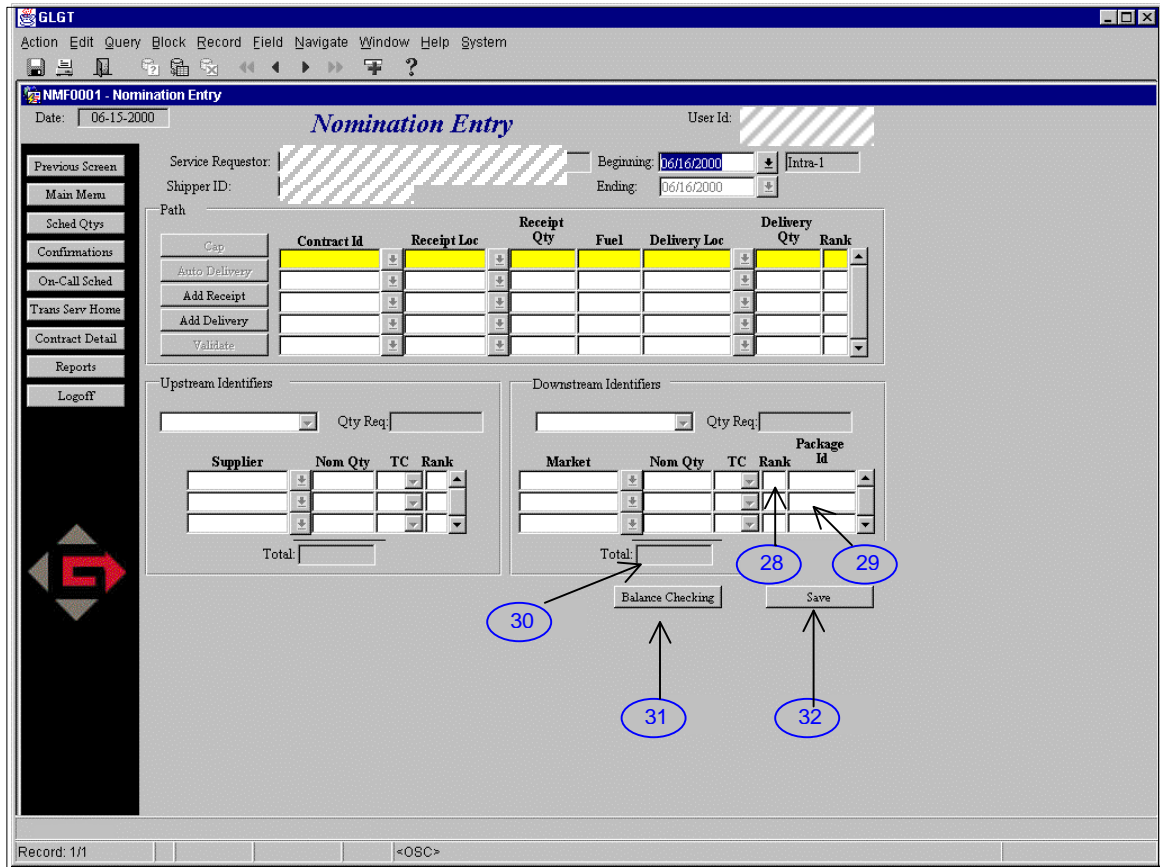 GLGT
Action Edit Query Block Record Field Navigate Window Help System
?
NMF0001 - Nomination Entry
Date: 06-15-2000
Nomination Entry
User Id:
Service Requestor:
Beginning: 06/16/2000 Intra-1
Shipper ID:
Ending: 06/16/2000
Previous Screen
Main Menu
Sched Qtys
Confirmations
On-Call Sched
Trans Serv Home
Contract Detail
Reports
Logoff
Path
Cap
Auto Delivery
Add Receipt
Add Delivery
Validate
Contract Id Receipt Loc Receipt Qty Fuel Delivery Loc Delivery Qty Rank
Upstream Identifiers
Qty Req:
Supplier Nom Qty TC Rank
Total:
Downstream Identifiers
Qty Req:
Market Nom Qty TC Rank Package Id
Total:
28
29
30
Balance Checking
Save
31
32
G
Record: 1/1
<OSC>